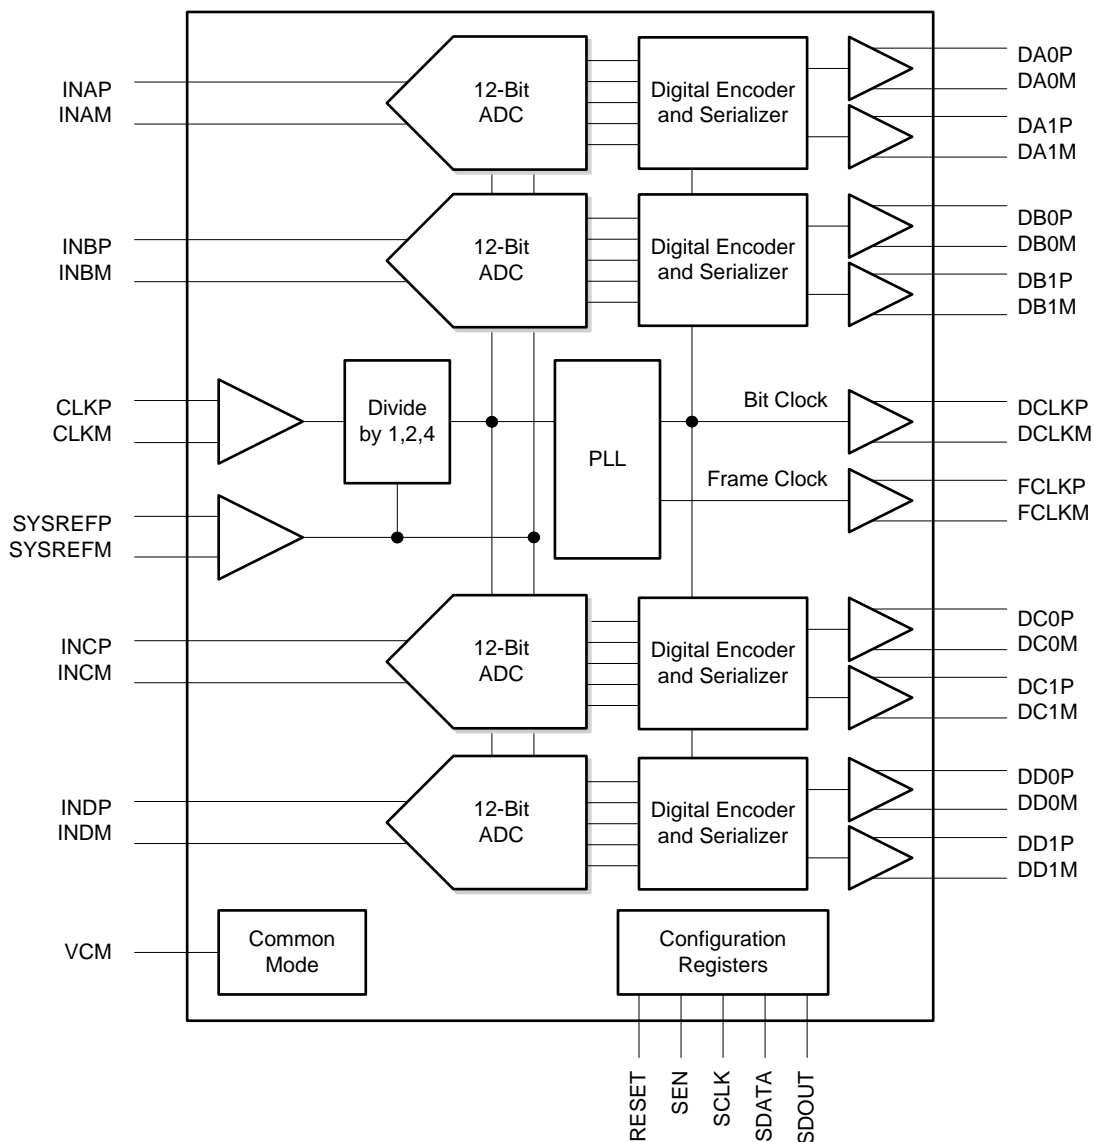 INAP
INAM
12-Bit
ADC
Digital Encoder
and Serializer
DA0P
DA0M
DA1P
DA1M
INBP
INBM
12-Bit
ADC
Digital Encoder
and Serializer
DB0P
DB0M
DB1P
DB1M
CLKP
CLKM
Divide
by 1,2,4
PLL
Bit Clock
DCLKP
DCLKM
Frame Clock
FCLKP
FCLKM
SYSREFP
SYSREFM
INCP
INCM
12-Bit
ADC
Digital Encoder
and Serializer
DC0P
DC0M
DC1P
DC1M
INDP
INDM
12-Bit
ADC
Digital Encoder
and Serializer
DD0P
DD0M
DD1P
DD1M
VCM
Common
Mode
Configuration
Registers
RESET
SEN
SCLK
SDATA
SDOUT